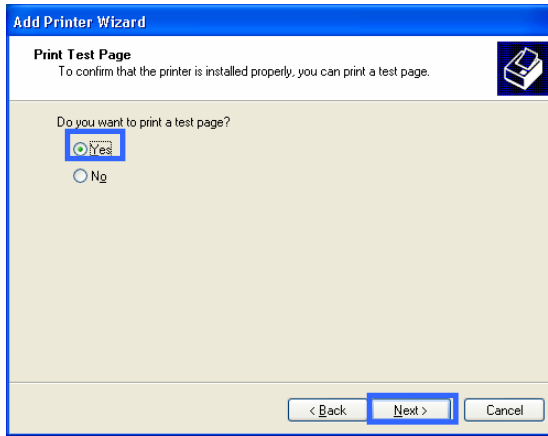 Add Printer Wizard
Print Test Page
To confirm that the printer is installed properly, you can print a test page.
Do you want to print a test page?
Yes
No
< Back Next > Cancel